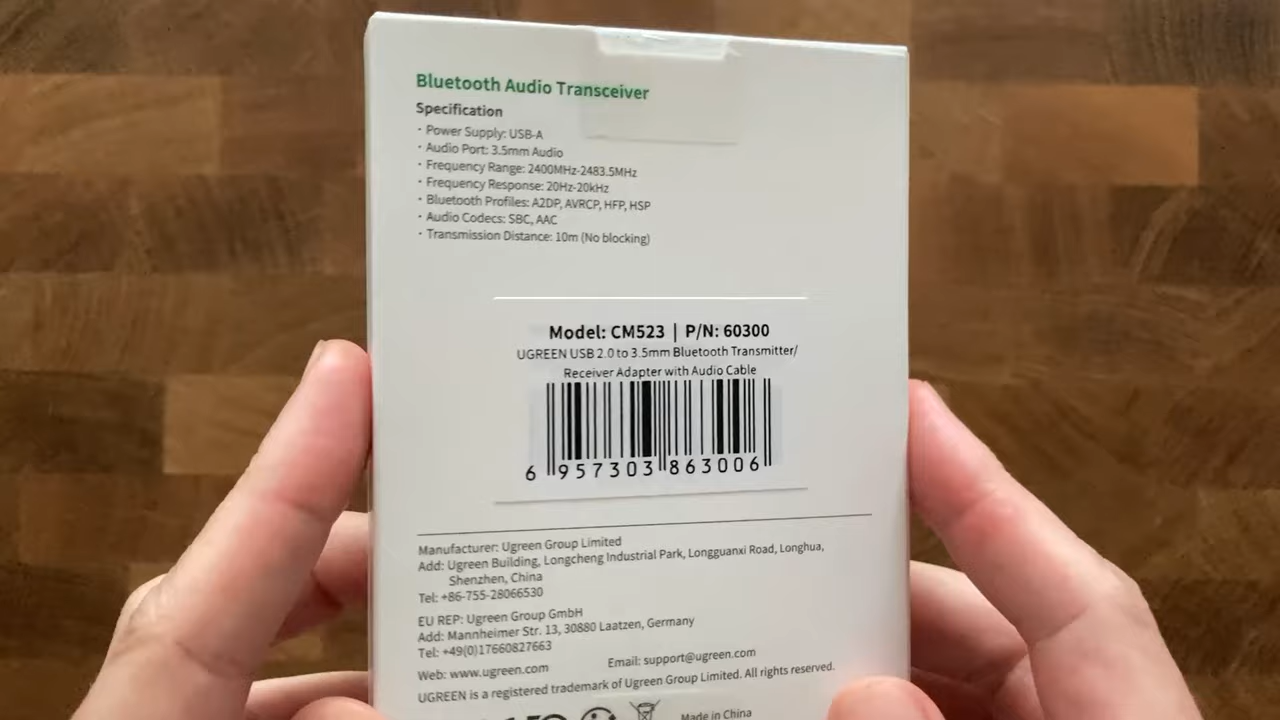 Bluetooth Audio Transceiver
Specification
· Power Supply: USB-A
· Audio Port: 3.5mm Audio
· Frequency Range: 2400MHz-2483.5MHz
· Frequency Response: 20Hz-20kHz
· Bluetooth Profiles: A2DP, AVRCP, HFP, HSP
· Audio Codecs: SBC, AAC
· Transmission Distance: 10m (No blocking)
Model: CM523 | P/N: 60300
UGREEN USB 2.0 to 3.5mm Bluetooth Transmitter/
Receiver Adapter with Audio Cable
6 957303 863006
Manufacturer: Ugreen Group Limited
Add: Ugreen Building, Longcheng Industrial Park, Longguanxi Road, Longhua,
Shenzhen, China
Tel: +86-755-28066530
EU REP: Ugreen Group GmbH
Add: Mannheimer Str. 13, 30880 Laatzen, Germany
Tel: +49(0)17660827663
Web: www.ugreen.com Email: support@ugreen.com
UGREEN is a registered trademark of Ugreen Group Limited. All rights reserved.
Made in China